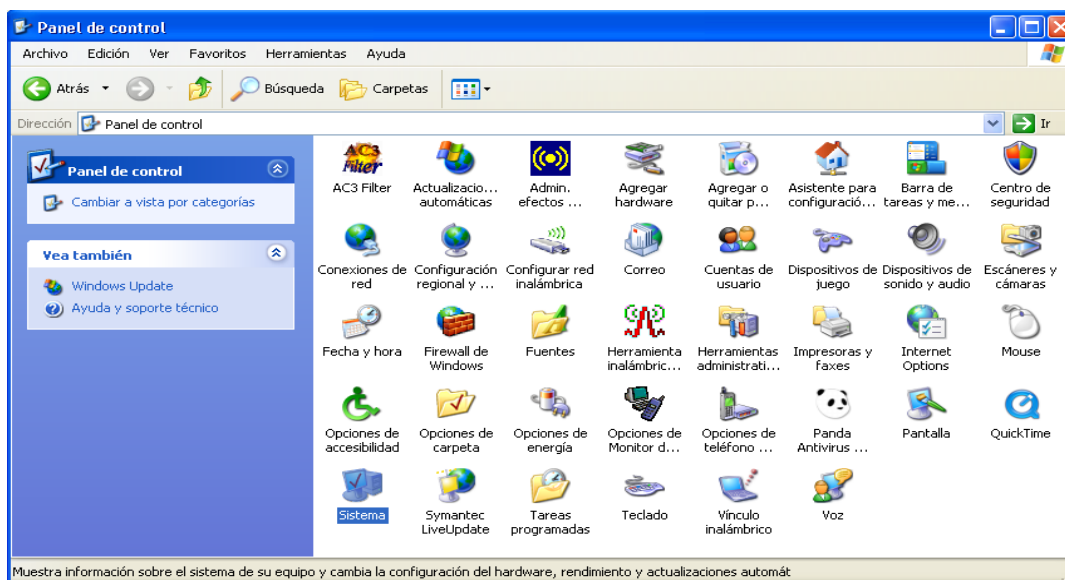 Panel de control
Archivo Edición Ver Favoritos Herramientas Ayuda
Atrás Búsqueda Carpetas
Dirección Panel de control Ir
Panel de control
Cambiar a vista por categorías
Vea también
Windows Update
Ayuda y soporte técnico
AC3 Filter
AC3 Filter
Actualizacio...
automáticas
Admin.
efectos ...
Agregar
hardware
Agregar o
quitar p...
Asistente para
configuració...
Barra de
tareas y me...
Centro de
seguridad
Conexiones de
red
Configuración
regional y ...
Configurar red
inalámbrica
Correo
Cuentas de
usuario
Dispositivos de
juego
Dispositivos de
sonido y audio
Escáneres y
cámaras
Fecha y hora
Firewall de
Windows
Fuentes
Herramienta
inalámbric...
Herramientas
administrati...
Impresoras y
faxes
Internet
Options
Mouse
Opciones de
accesibilidad
Opciones de
carpeta
Opciones de
energía
Opciones de
Monitor d...
Opciones de
teléfono ...
Panda
Antivirus ...
Pantalla
QuickTime
Sistema
Symantec
LiveUpdate
Tareas
programadas
Teclado
Vínculo
inalámbrico
Voz
Muestra información sobre el sistema de su equipo y cambia la configuración del hardware, rendimiento y actualizaciones automát